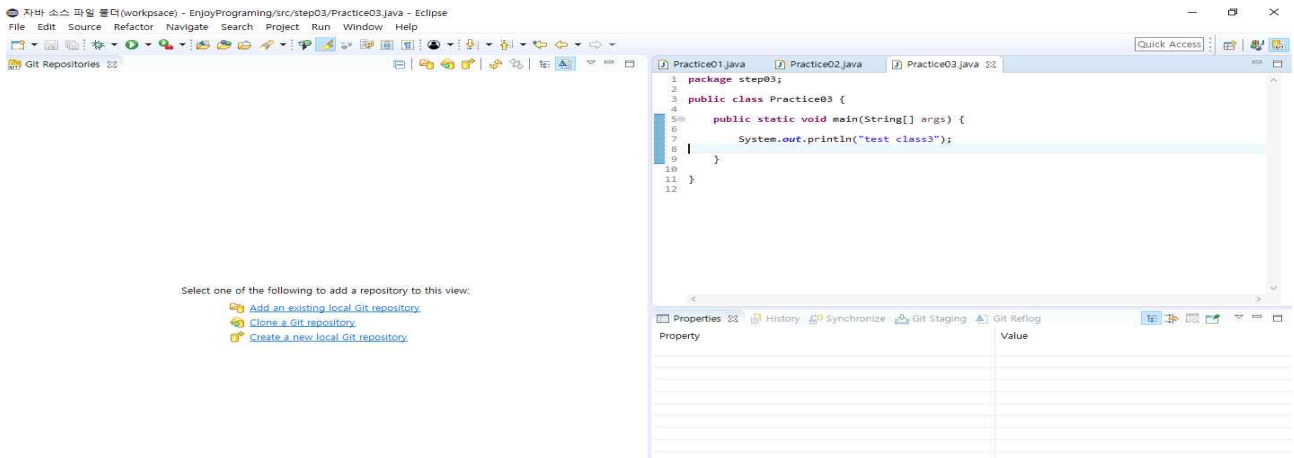 자바 소스 파일 폴더(workpsace) - EnjoyPrograming/src/step03/Practice03.java - Eclipse
File Edit Source Refactor Navigate Search Project Run Window Help
Quick Access
Git Repositories
Select one of the following to add a repository to this view:
Add an existing local Git repository
Clone a Git repository
Create a new local Git repository
Practice01.java Practice02.java Practice03.java
1 package step03;
2
3 public class Practice03 {
4
5 public static void main(String[] args) {
6
7 System.out.println("test class3");
8
9 }
10
11 }
12
Properties History Synchronize Git Staging Git Reflog
Property Value